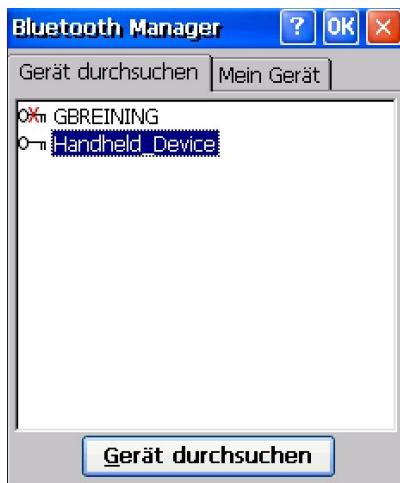 Bluetooth Manager ? OK ×
Gerät durchsuchen Mein Gerät
GBREINING
Handheld_Device
Gerät durchsuchen